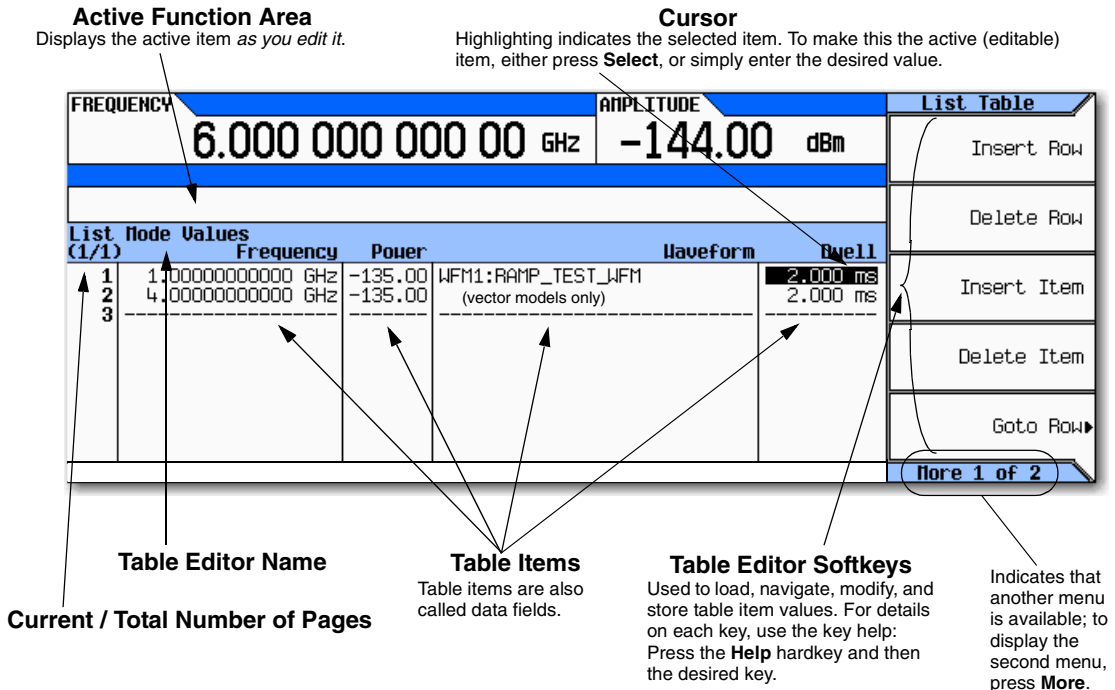 Active Function Area
Displays the active item as you edit it.
Cursor
Highlighting indicates the selected item. To make this the active (editable)
item, either press Select, or simply enter the desired value.
FREQUENCY
6.000 000 000 00 GHz
AMPLITUDE
-144.00 dBm
List Table
Insert Row
Delete Row
Insert Item
Delete Item
Goto Row
More 1 of 2
List Mode Values
(1/1) Frequency Power Waveform Dwell
1 1.00000000000 GHz -135.00 WFM1:RAMP_TEST_WFM 2.000 ms
2 4.00000000000 GHz -135.00 (vector models only) 2.000 ms
3 -------------------- -------- ------------------------------ ----------
Table Editor Name
Current / Total Number of Pages
Table Items
Table items are also
called data fields.
Table Editor Softkeys
Used to load, navigate, modify, and
store table item values. For details
on each key, use the key help:
Press the Help hardkey and then
the desired key.
Indicates that
another menu
is available; to
display the
second menu,
press More.